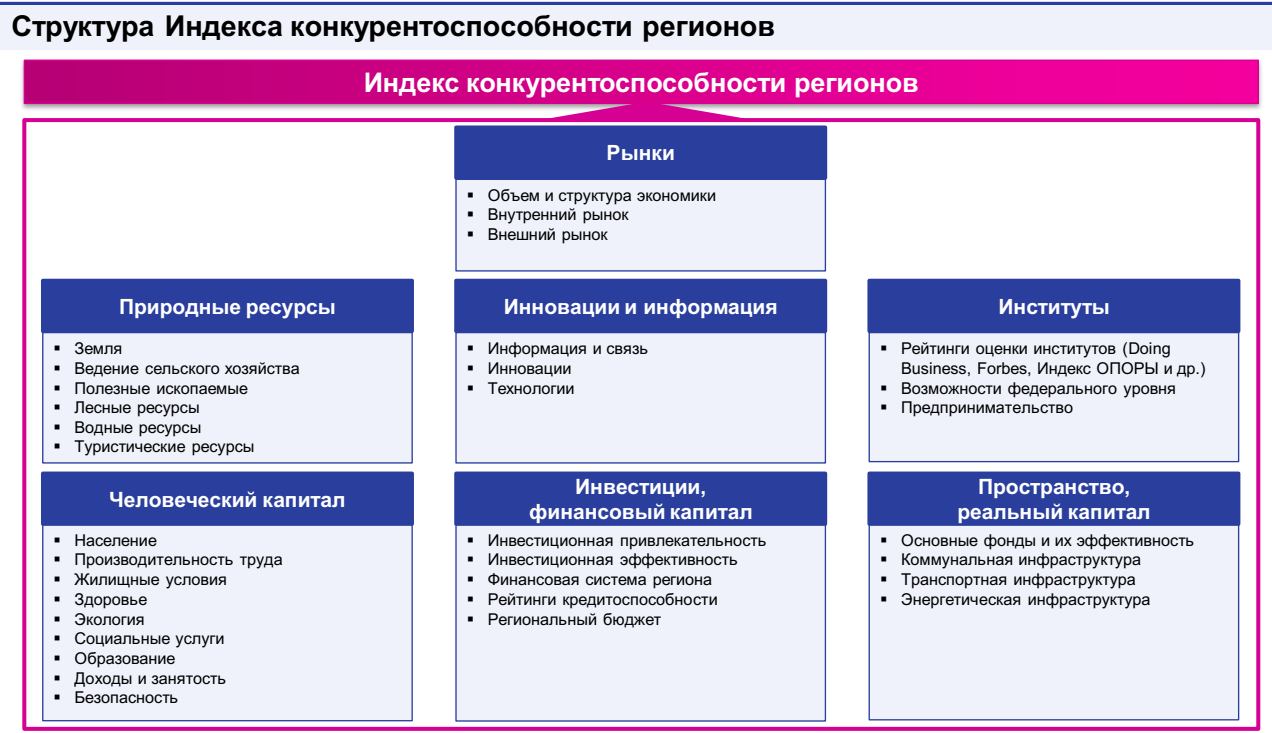 Структура Индекса конкурентоспособности регионов
Индекс конкурентоспособности регионов
Рынки
▪ Объем и структура экономики
▪ Внутренний рынок
▪ Внешний рынок
Природные ресурсы
▪ Земля
▪ Ведение сельского хозяйства
▪ Полезные ископаемые
▪ Лесные ресурсы
▪ Водные ресурсы
▪ Туристические ресурсы
Инновации и информация
▪ Информация и связь
▪ Инновации
▪ Технологии
Институты
▪ Рейтинги оценки институтов (Doing
Business, Forbes, Индекс ОПОРЫ и др.)
▪ Возможности федерального уровня
▪ Предпринимательство
Человеческий капитал
▪ Население
▪ Производительность труда
▪ Жилищные условия
▪ Здоровье
▪ Экология
▪ Социальные услуги
▪ Образование
▪ Доходы и занятость
▪ Безопасность
Инвестиции,
финансовый капитал
▪ Инвестиционная привлекательность
▪ Инвестиционная эффективность
▪ Финансовая система региона
▪ Рейтинги кредитоспособности
▪ Региональный бюджет
Пространство,
реальный капитал
▪ Основные фонды и их эффективность
▪ Коммунальная инфраструктура
▪ Транспортная инфраструктура
▪ Энергетическая инфраструктура